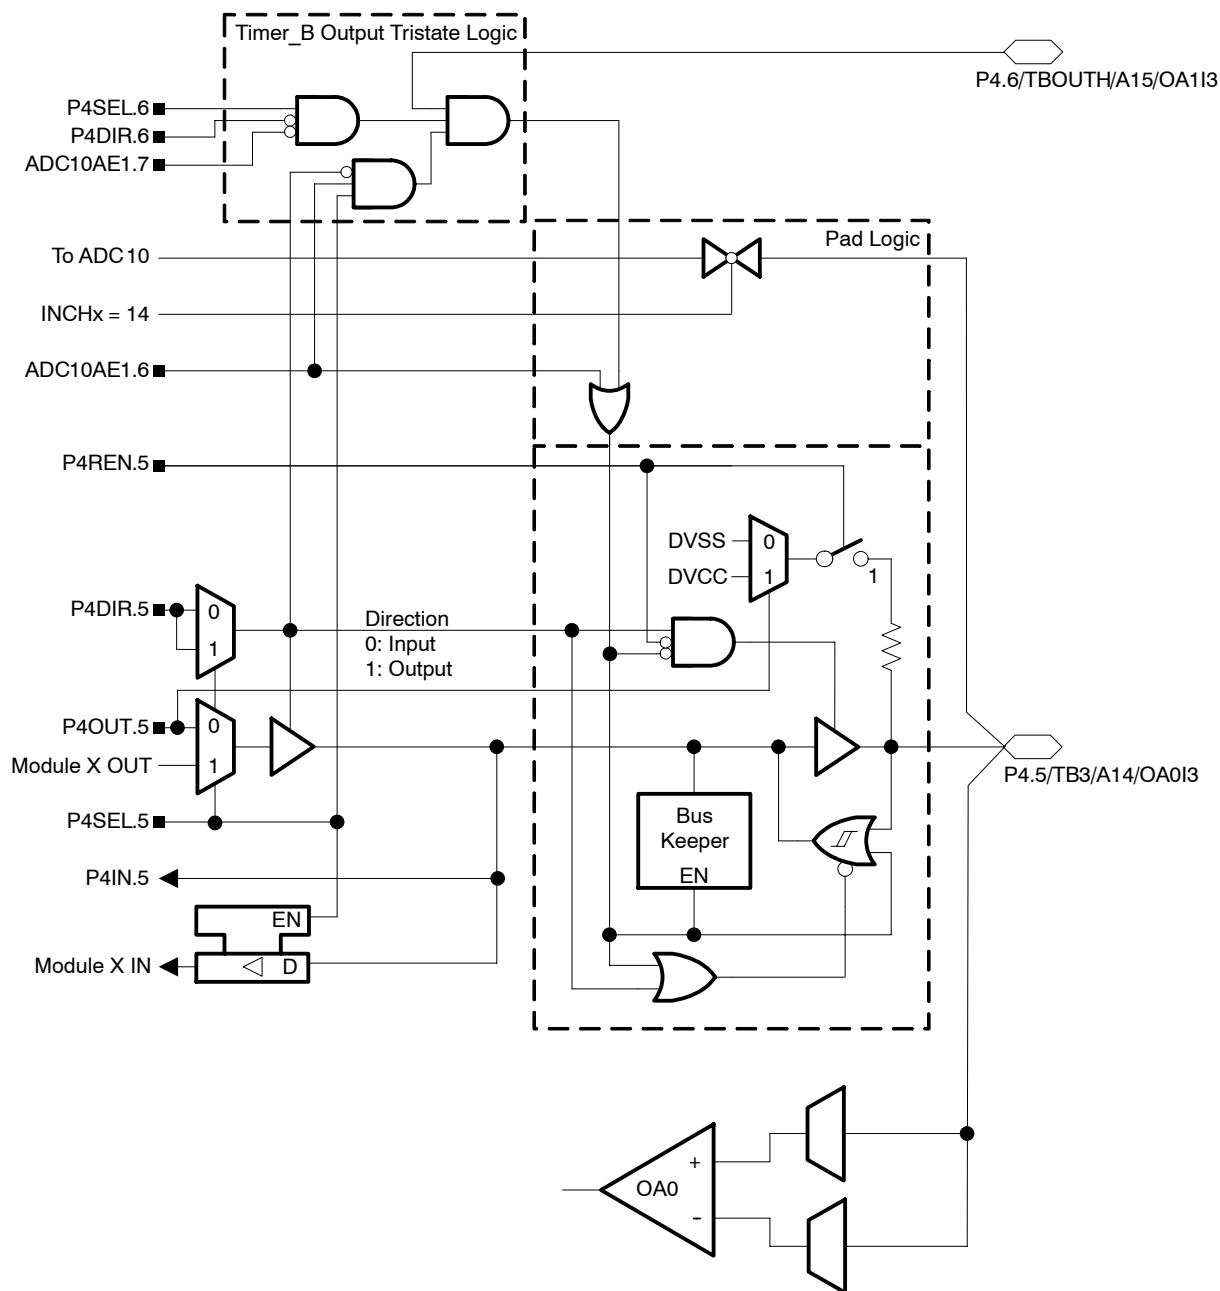 Timer_B Output Tristate Logic
P4.6/TBOUTH/A15/OA1I3
P4SEL.6
P4DIR.6
ADC10AE1.7
Pad Logic
To ADC10
INCHx = 14
ADC10AE1.6
P4REN.5
DVSS
0
DVCC
1
1
P4DIR.5
0
1
Direction
0: Input
1: Output
P4OUT.5
0
Module X OUT
1
P4.5/TB3/A14/OA0I3
P4SEL.5
Bus
Keeper
EN
P4IN.5
EN
Module X IN
D
+
OA0
−